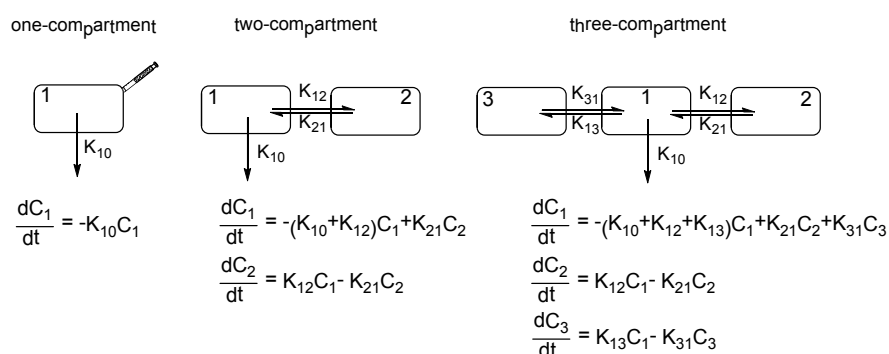 one-compartment two-compartment three-compartment
1
K₁₀
dC₁/dt = -K₁₀C₁
1 K₁₂ 2
K₂₁
K₁₀
dC₁/dt = -(K₁₀+K₁₂)C₁+K₂₁C₂
dC₂/dt = K₁₂C₁- K₂₁C₂
3 K₃₁ 1 K₁₂ 2
K₁₃ K₂₁
K₁₀
dC₁/dt = -(K₁₀+K₁₂+K₁₃)C₁+K₂₁C₂+K₃₁C₃
dC₂/dt = K₁₂C₁- K₂₁C₂
dC₃/dt = K₁₃C₁- K₃₁C₃